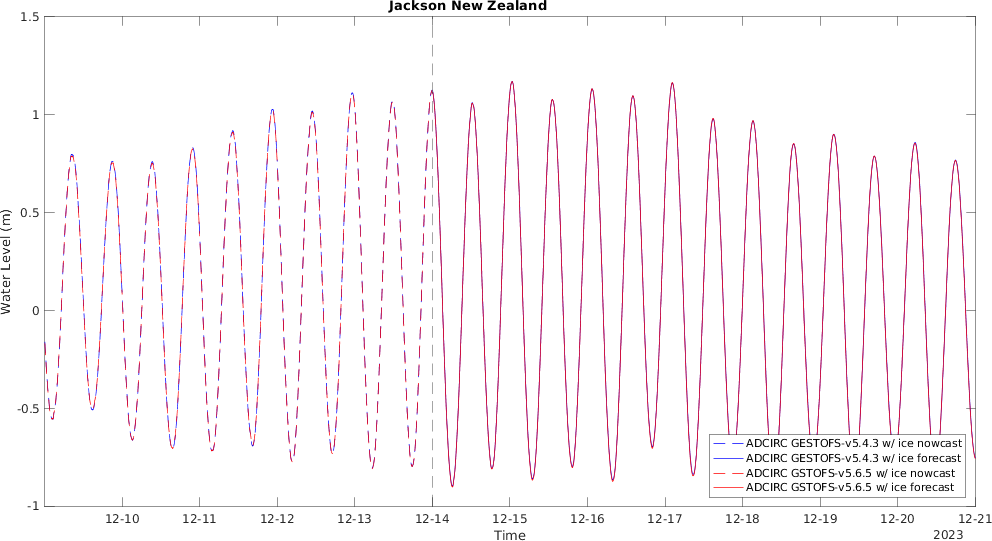 Jackson New Zealand
1.5
1
0.5
0
-0.5
-1
Water Level (m)
12-10 12-11 12-12 12-13 12-14 12-15 12-16 12-17 12-18 12-19 12-20 12-21
Time
2023
ADCIRC GESTOFS-v5.4.3 w/ ice nowcast
ADCIRC GESTOFS-v5.4.3 w/ ice forecast
ADCIRC GSTOFS-v5.6.5 w/ ice nowcast
ADCIRC GSTOFS-v5.6.5 w/ ice forecast